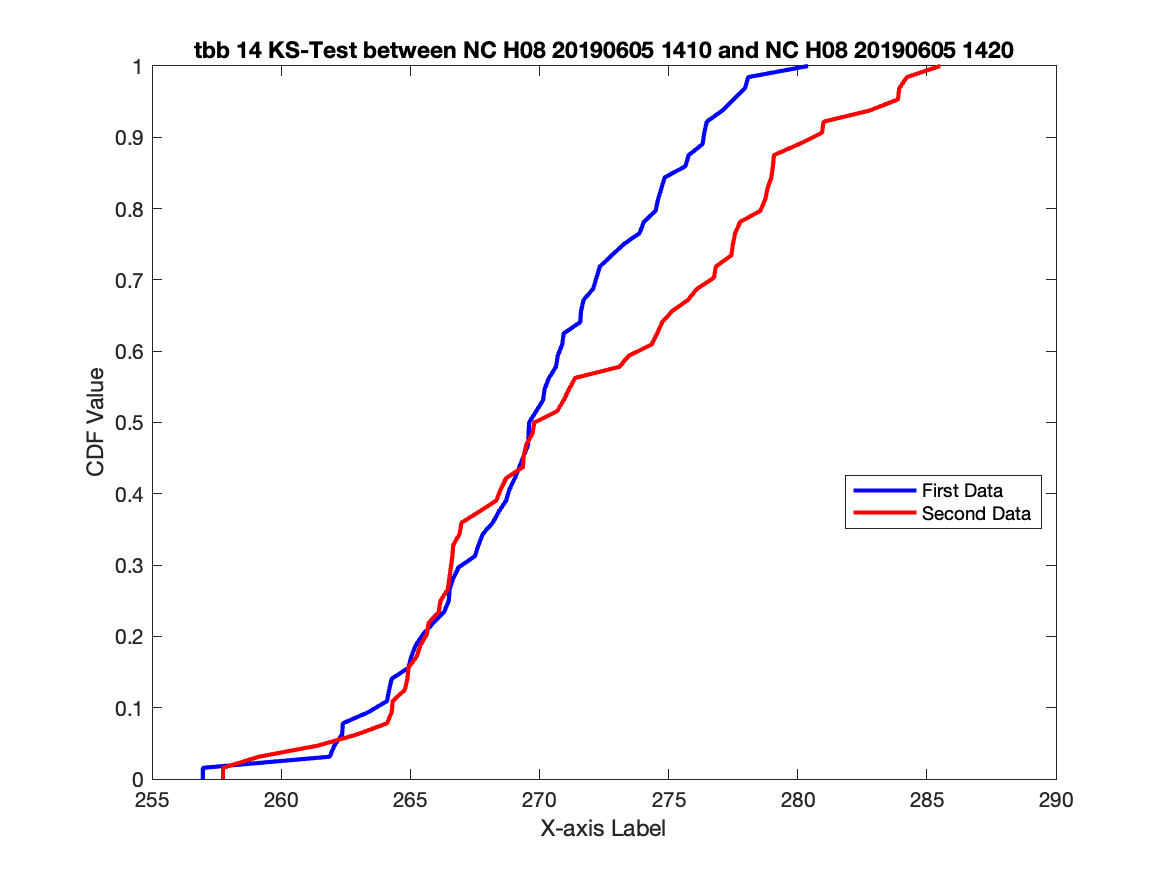 tbb 14 KS-Test between NC H08 20190605 1410 and NC H08 20190605 1420
1
0.9
0.8
0.7
0.6
0.5
0.4
0.3
0.2
0.1
0
CDF Value
First Data
Second Data
255 260 265 270 275 280 285 290
X-axis Label